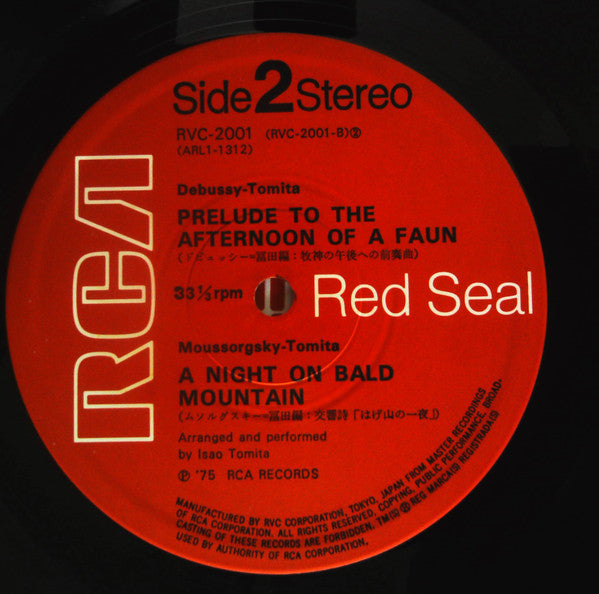 Side 2 Stereo
RVC-2001 (RVC-2001-B)②
(ARL1-1312)
Debussy-Tomita
PRELUDE TO THE
AFTERNOON OF A FAUN
(ドビュッシー=冨田編:牧神の午後への前奏曲)
33⅓rpm
Red Seal
RCA
Moussorgsky-Tomita
A NIGHT ON BALD
MOUNTAIN
(ムソルグスキー=冨田編:交響詩「はげ山の一夜」)
Arranged and performed
by Isao Tomita
Ⓟ '75 RCA RECORDS
MANUFACTURED BY RVC CORPORATION, TOKYO, JAPAN FROM MASTER RECORDINGS
OF RCA CORPORATION. ALL RIGHTS RESERVED. COPYING, PUBLIC PERFORMANCE, BROAD-
CASTING OF THESE RECORDS ARE FORBIDDEN. TM(S) ® REG MARCA(S) REGISTRADA(S)
USED BY AUTHORITY OF RCA CORPORATION.